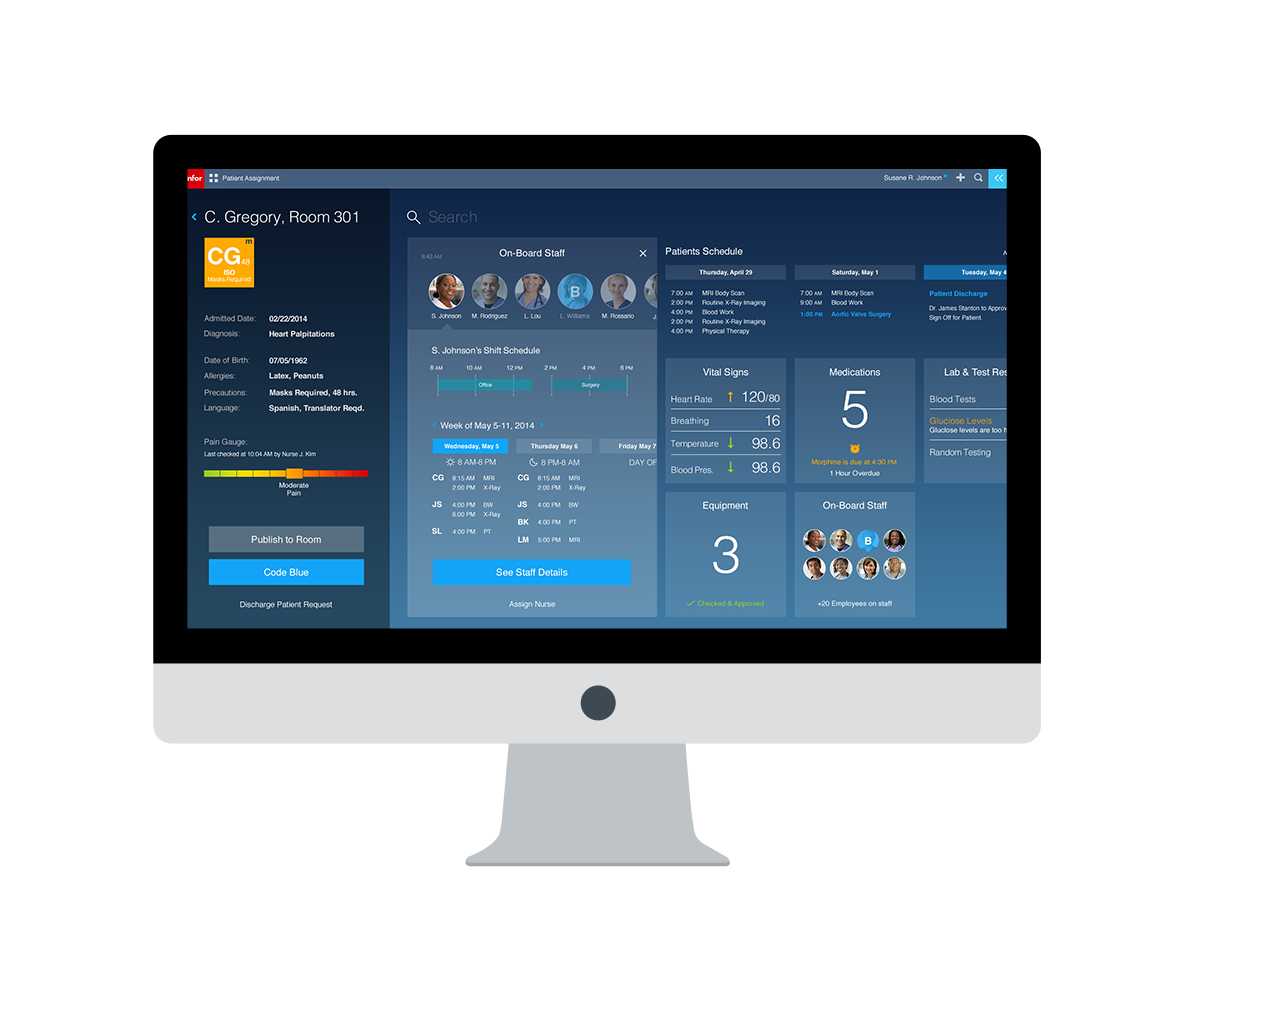 nfor
Patient Assignment
Susane R. Johnson
C. Gregory, Room 301
m
CG 48
ISO
Masks Required
Admitted Date: 02/22/2014
Diagnosis: Heart Palpitations
Date of Birth: 07/05/1962
Allergies: Latex, Peanuts
Precautions: Masks Required, 48 hrs.
Language: Spanish, Translator Reqd.
Pain Gauge:
Last checked at 10:04 AM by Nurse J. Kim
Moderate
Pain
Publish to Room
Code Blue
Discharge Patient Request
Search
8:43 AM
On-Board Staff
S. Johnson M. Rodriguez L. Lou B L. Williams M. Rossario J.
S. Johnson's Shift Schedule
8 AM 10 AM 12 PM 2 PM 4 PM 6 PM
Office Surgery
Week of May 5-11, 2014
Wednesday, May 5 Thursday May 6 Friday May 7
8 AM-8 PM 8 PM-8 AM DAY OF
CG 8:15 AM MRI CG 8:15 AM MRI
2:00 PM X-Ray 2:00 PM X-Ray
JS 4:00 PM BW JS 4:00 PM BW
6:00 PM X-Ray
BK 4:00 PM PT
SL 4:00 PM PT
LM 5:00 PM MRI
See Staff Details
Assign Nurse
Patients Schedule
A
Thursday, April 29
7:00 AM MRI Body Scan
2:00 PM Routine X-Ray Imaging
4:00 PM Blood Work
2:00 PM Routine X-Ray Imaging
4:00 PM Physical Therapy
Saturday, May 1
7:00 AM MRI Body Scan
9:00 AM Blood Work
1:00 PM Aortic Valve Surgery
Tuesday, May 4
Patient Discharge
Dr. James Stanton to Approv
Sign Off for Patient.
Vital Signs
Heart Rate 120/80
Breathing 16
Temperature 98.6
Blood Pres. 98.6
Medications
5
Morphine is due at 4:30 PM
1 Hour Overdue
Lab & Test Res
Blood Tests
Gluclose Levels
Gluclose levels are too h
Random Testing
Equipment
3
Checked & Approved
On-Board Staff
B
+20 Employees on staff